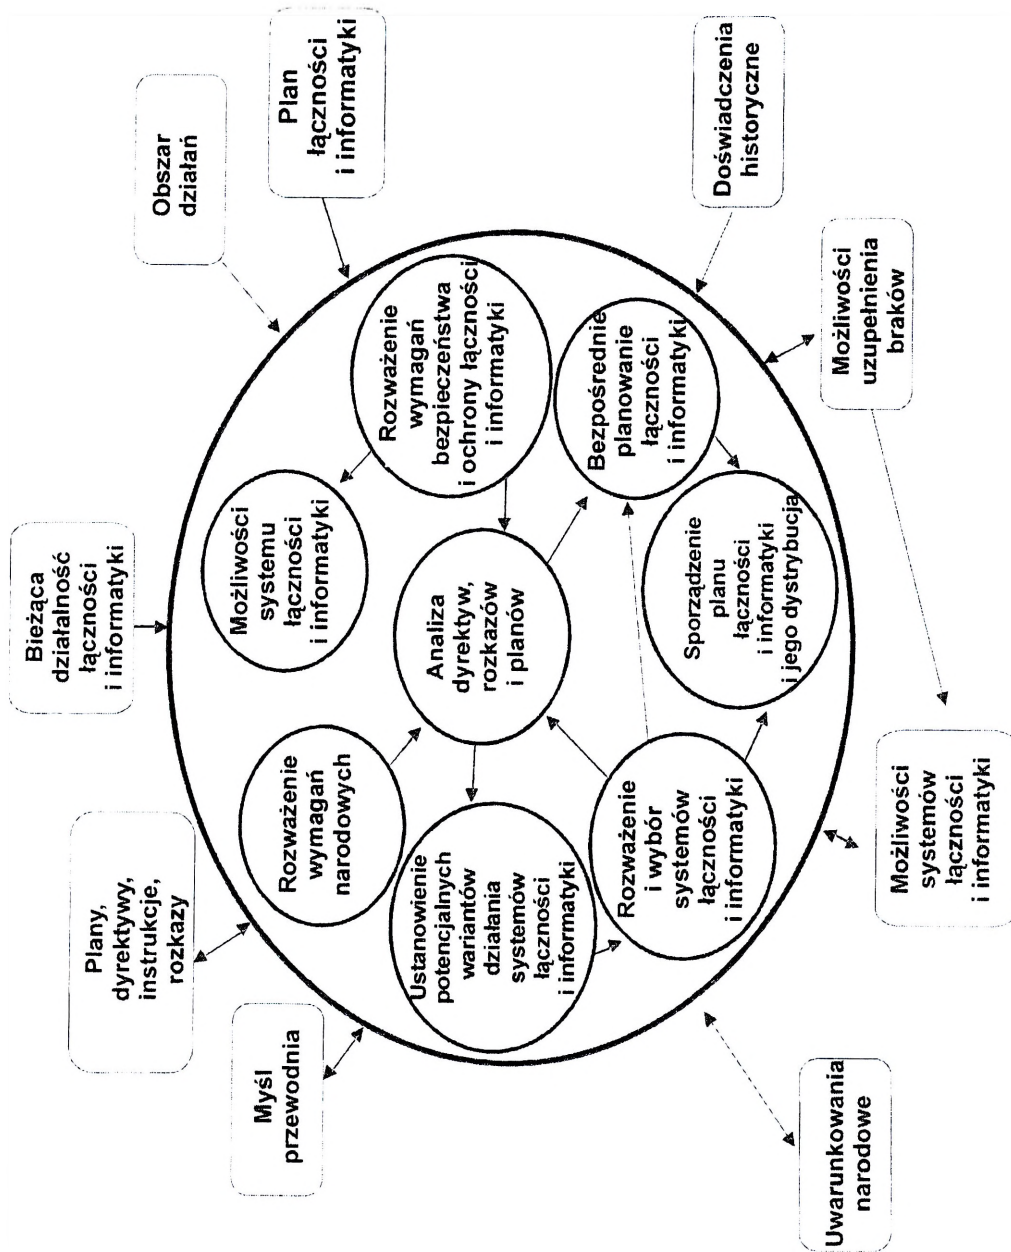 Bieżąca
działalność
łączności
i informatyki
Plany,
dyrektywy,
instrukcje,
rozkazy
Obszar
działań
Myśl
przewodnia
Plan
łączności
i informatyki
Rozważenie
wymagań
narodowych
Możliwości
systemu
łączności
i informatyki
Rozważenie
wymagań
bezpieczeństwa
i ochrony łączności
i informatyki
Ustanowienie
potencjalnych
wariantów
działania
systemów
łączności
i informatyki
Analiza
dyrektyw,
rozkazów
i planów
Bezpośrednie
planowanie
łączności
i informatyki
Rozważenie
i wybór
systemów
łączności
i informatyki
Sporządzenie
planu
łączności
i informatyki
i jego dystrybucja
Doświadczenia
historyczne
Uwarunkowania
narodowe
Możliwości
systemów
łączności
i informatyki
Możliwości
uzupełnienia
braków